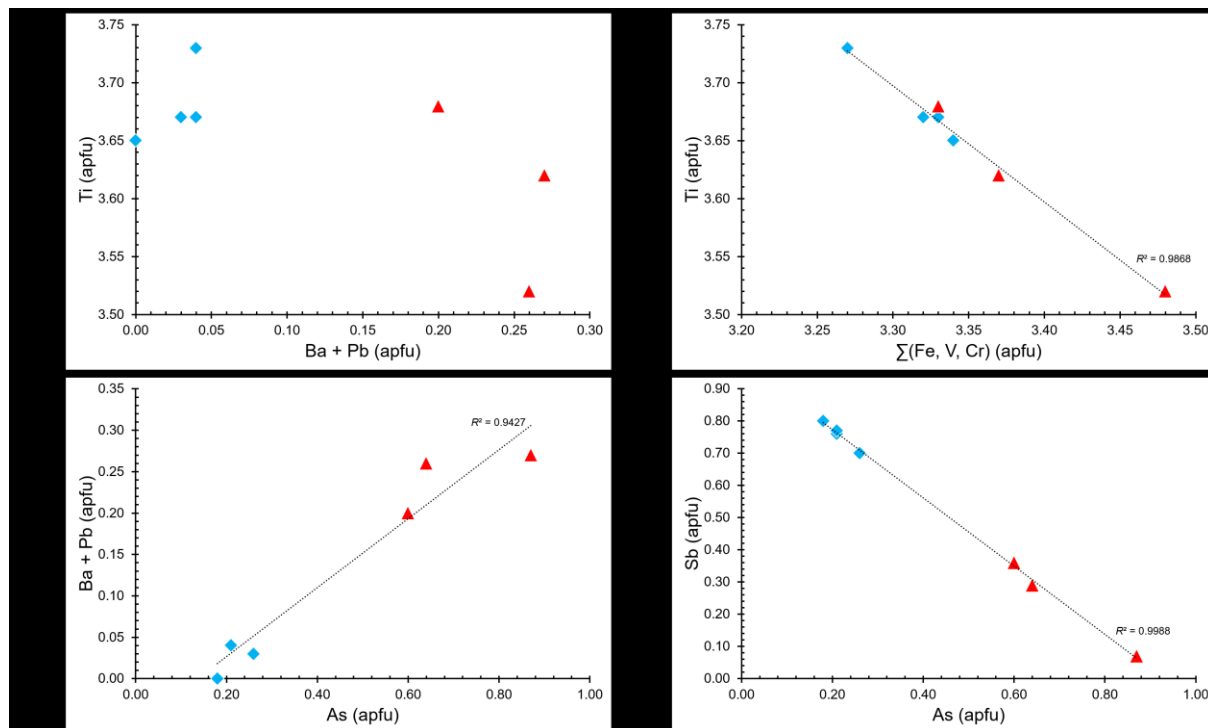 3.75
3.70
3.65
3.60
3.55
3.50
Ti (apfu)
0.00 0.05 0.10 0.15 0.20 0.25 0.30
Ba + Pb (apfu)
3.75
3.70
3.65
3.60
3.55
3.50
Ti (apfu)
R² = 0.9868
3.20 3.25 3.30 3.35 3.40 3.45 3.50
∑(Fe, V, Cr) (apfu)
0.35
0.30
0.25
0.20
0.15
0.10
0.05
0.00
Ba + Pb (apfu)
R² = 0.9427
0.00 0.20 0.40 0.60 0.80 1.00
As (apfu)
0.90
0.80
0.70
0.60
0.50
0.40
0.30
0.20
0.10
0.00
Sb (apfu)
R² = 0.9988
0.00 0.20 0.40 0.60 0.80 1.00
As (apfu)